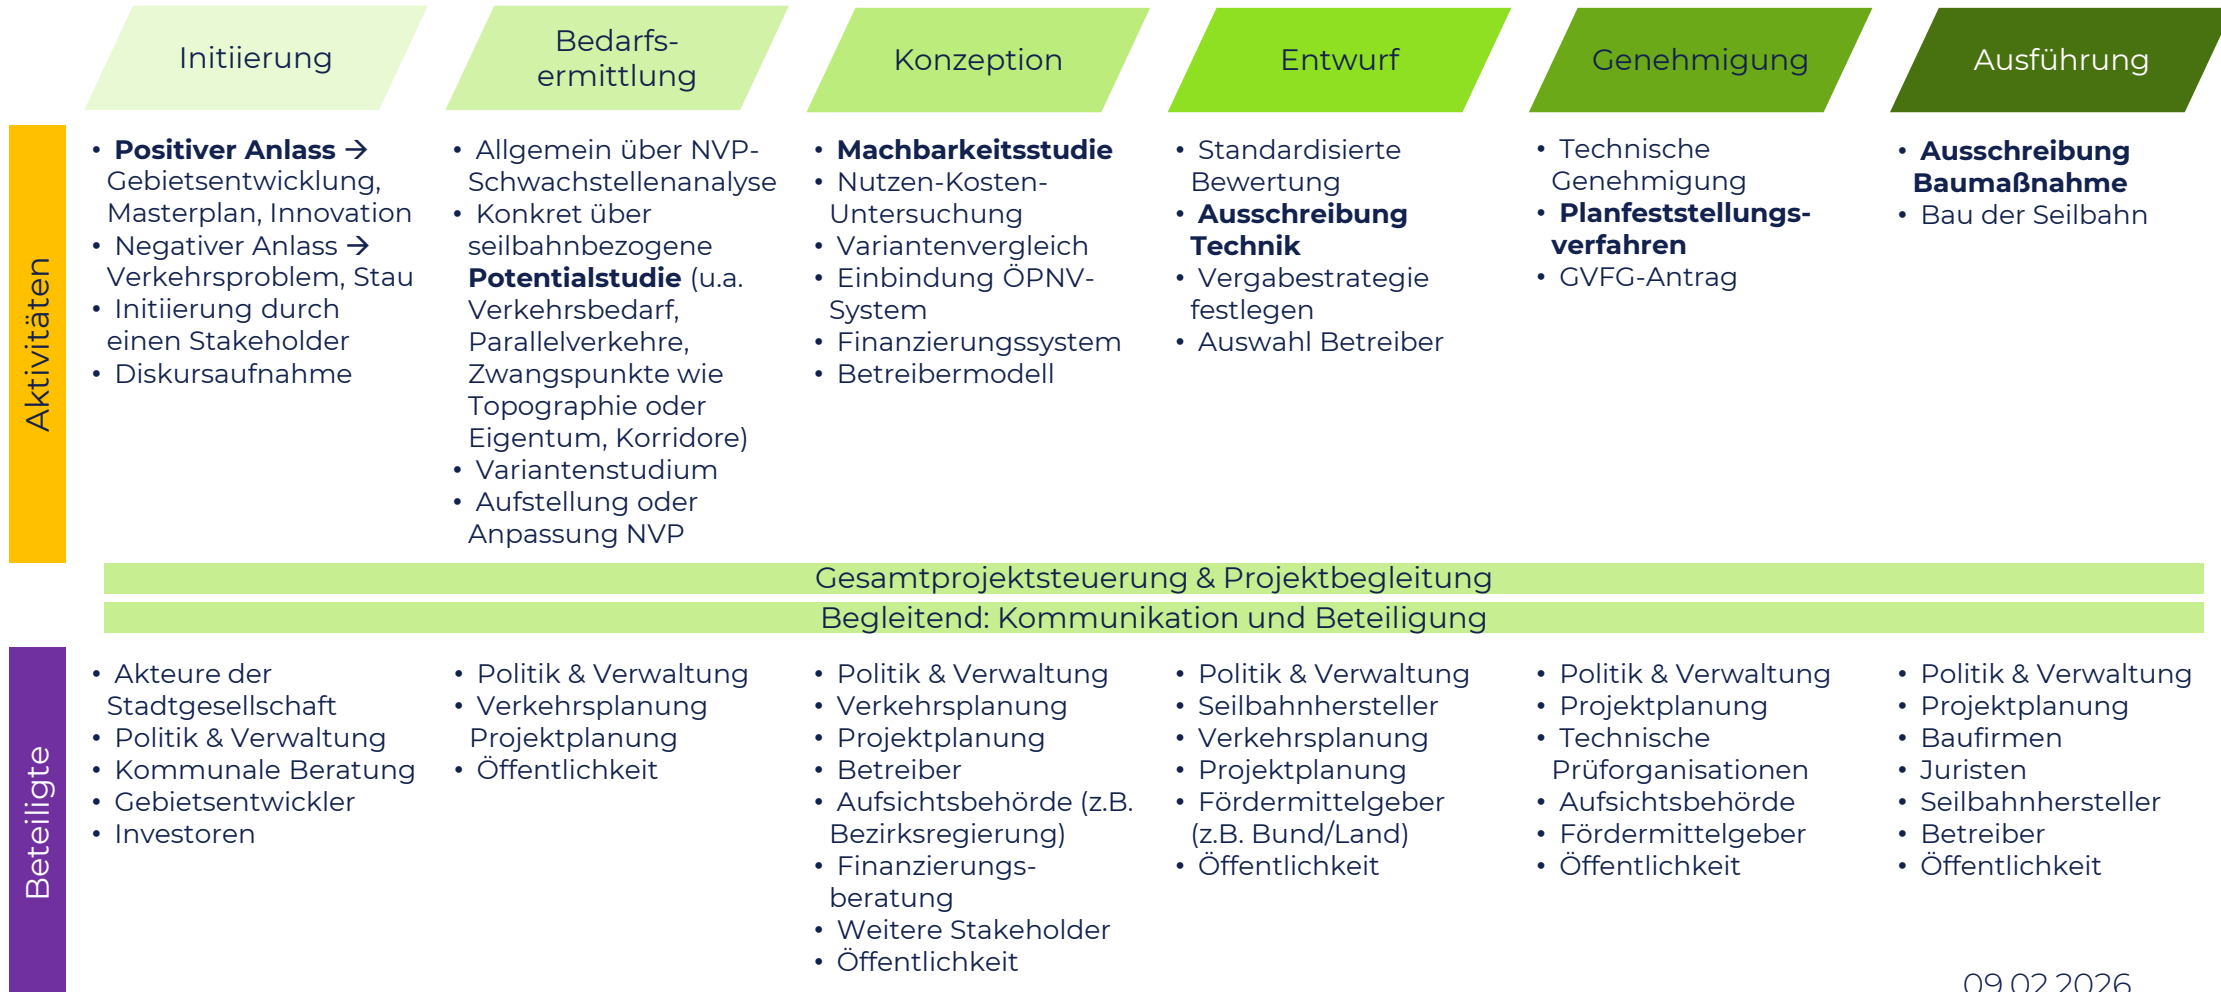 Initiierung
Bedarfs-
ermittlung
Konzeption
Entwurf
Genehmigung
Ausführung
Aktivitäten
• Positiver Anlass →
Gebietsentwicklung,
Masterplan, Innovation
• Negativer Anlass →
Verkehrsproblem, Stau
• Initiierung durch
einen Stakeholder
• Diskursaufnahme
• Allgemein über NVP-
Schwachstellenanalyse
• Konkret über
seilbahnbezogene
Potentialstudie (u.a.
Verkehrsbedarf,
Parallelverkehre,
Zwangspunkte wie
Topographie oder
Eigentum, Korridore)
• Variantenstudium
• Aufstellung oder
Anpassung NVP
• Machbarkeitsstudie
• Nutzen-Kosten-
Untersuchung
• Variantenvergleich
• Einbindung ÖPNV-
System
• Finanzierungssystem
• Betreibermodell
• Standardisierte
Bewertung
• Ausschreibung
Technik
• Vergabestrategie
festlegen
• Auswahl Betreiber
• Technische
Genehmigung
• Planfeststellungs-
verfahren
• GVFG-Antrag
• Ausschreibung
Baumaßnahme
• Bau der Seilbahn
Gesamtprojektsteuerung & Projektbegleitung
Begleitend: Kommunikation und Beteiligung
Beteiligte
• Akteure der
Stadtgesellschaft
• Politik & Verwaltung
• Kommunale Beratung
• Gebietsentwickler
• Investoren
• Politik & Verwaltung
• Verkehrsplanung
Projektplanung
• Öffentlichkeit
• Politik & Verwaltung
• Verkehrsplanung
• Projektplanung
• Betreiber
• Aufsichtsbehörde (z.B.
Bezirksregierung)
• Finanzierungs-
beratung
• Weitere Stakeholder
• Öffentlichkeit
• Politik & Verwaltung
• Seilbahnhersteller
• Verkehrsplanung
• Projektplanung
• Fördermittelgeber
(z.B. Bund/Land)
• Öffentlichkeit
• Politik & Verwaltung
• Projektplanung
• Technische
Prüforganisationen
• Aufsichtsbehörde
• Fördermittelgeber
• Öffentlichkeit
• Politik & Verwaltung
• Projektplanung
• Baufirmen
• Juristen
• Seilbahnhersteller
• Betreiber
• Öffentlichkeit
09.02.2026